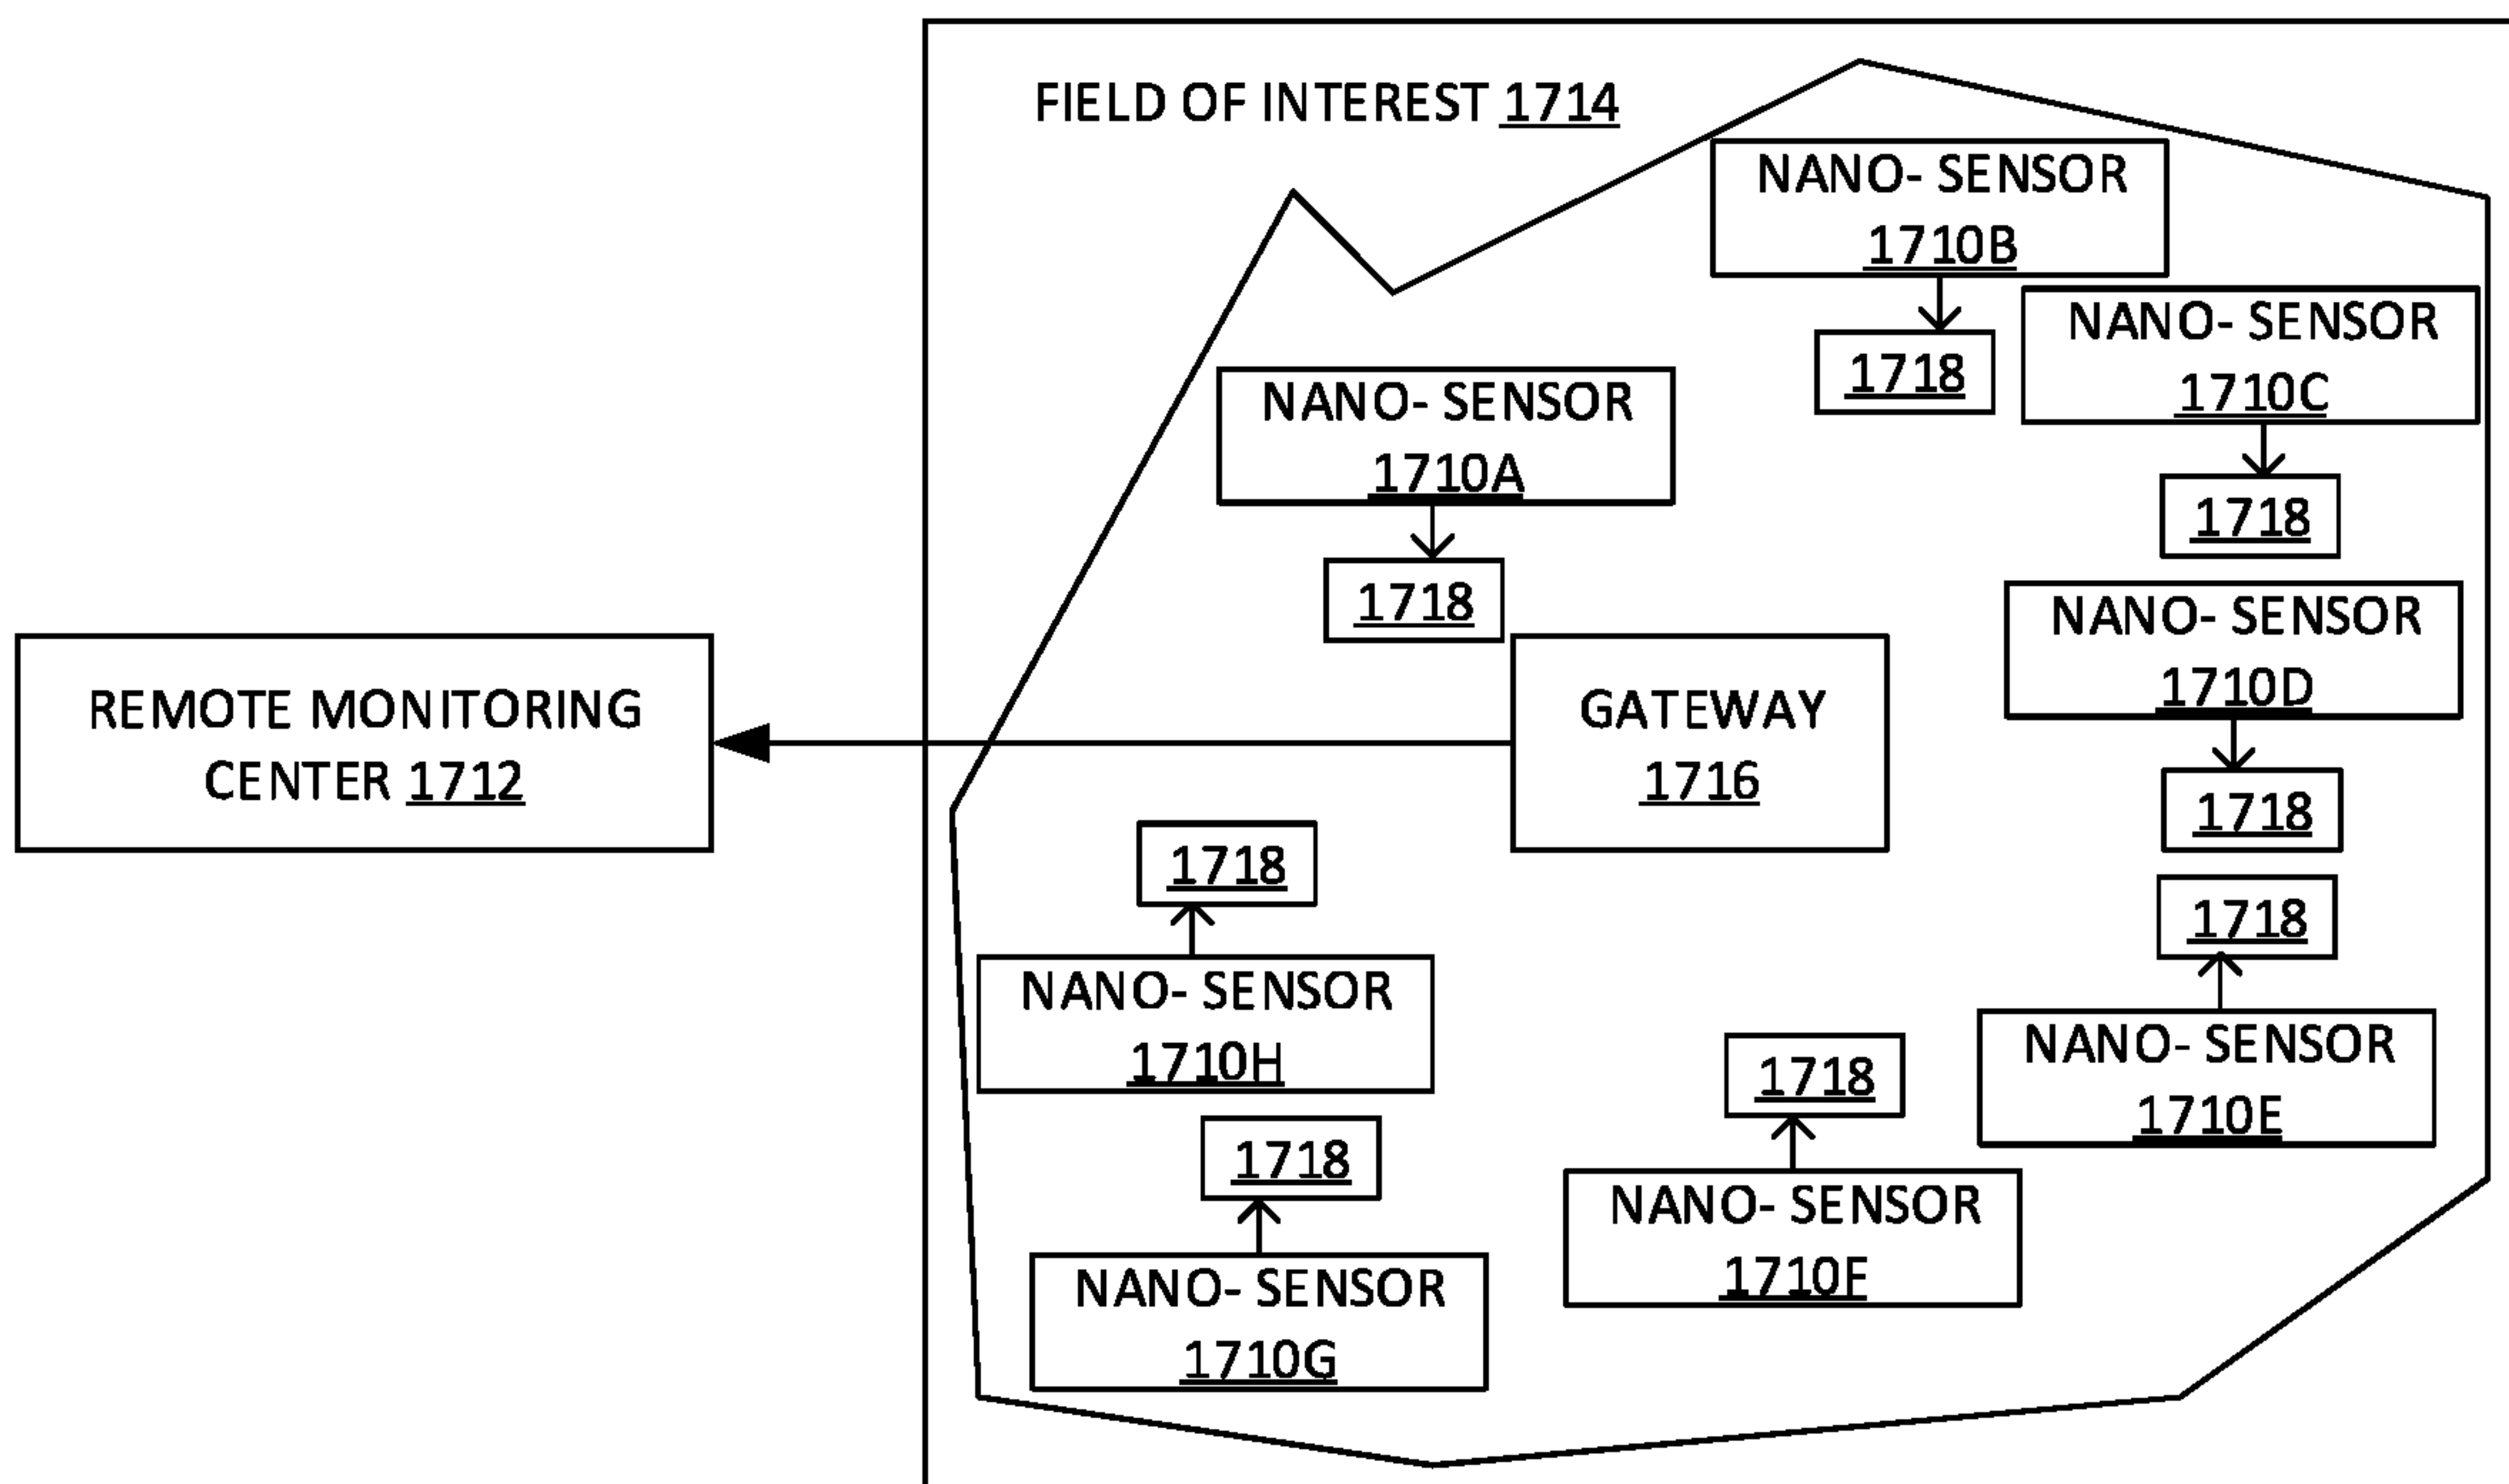 FIELD OF INTEREST 1714
NANO- SENSOR
1710B
1718
NANO- SENSOR
1710C
1718
NANO- SENSOR
1710A
1718
NANO- SENSOR
1710D
1718
REMOTE MONITORING
CENTER 1712
GATEWAY
1716
1718
NANO- SENSOR
1710H
1718
NANO- SENSOR
1710E
1718
NANO- SENSOR
1710F
1718
NANO- SENSOR
1710G